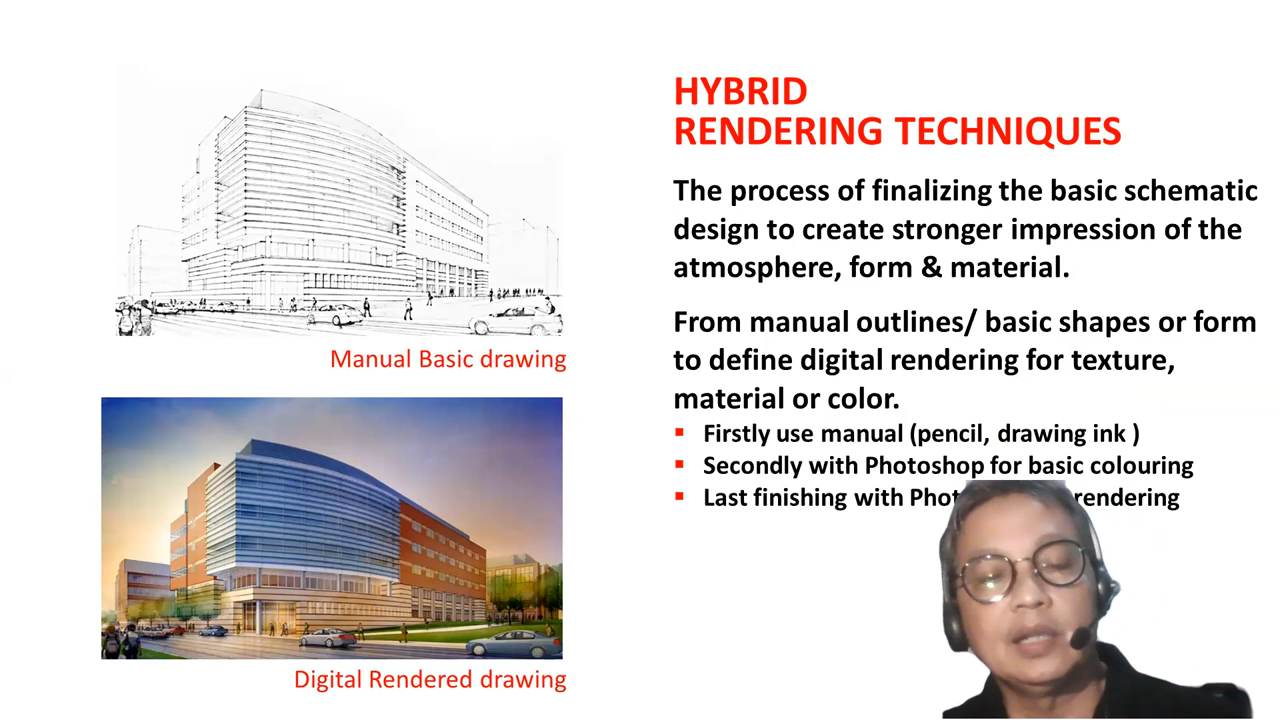 HYBRID
RENDERING TECHNIQUES
The process of finalizing the basic schematic
design to create stronger impression of the
atmosphere, form & material.
From manual outlines/ basic shapes or form
to define digital rendering for texture,
material or color.
Firstly use manual (pencil, drawing ink )
Secondly with Photoshop for basic colouring
Last finishing with rendering
Manual Basic drawing
Digital Rendered drawing